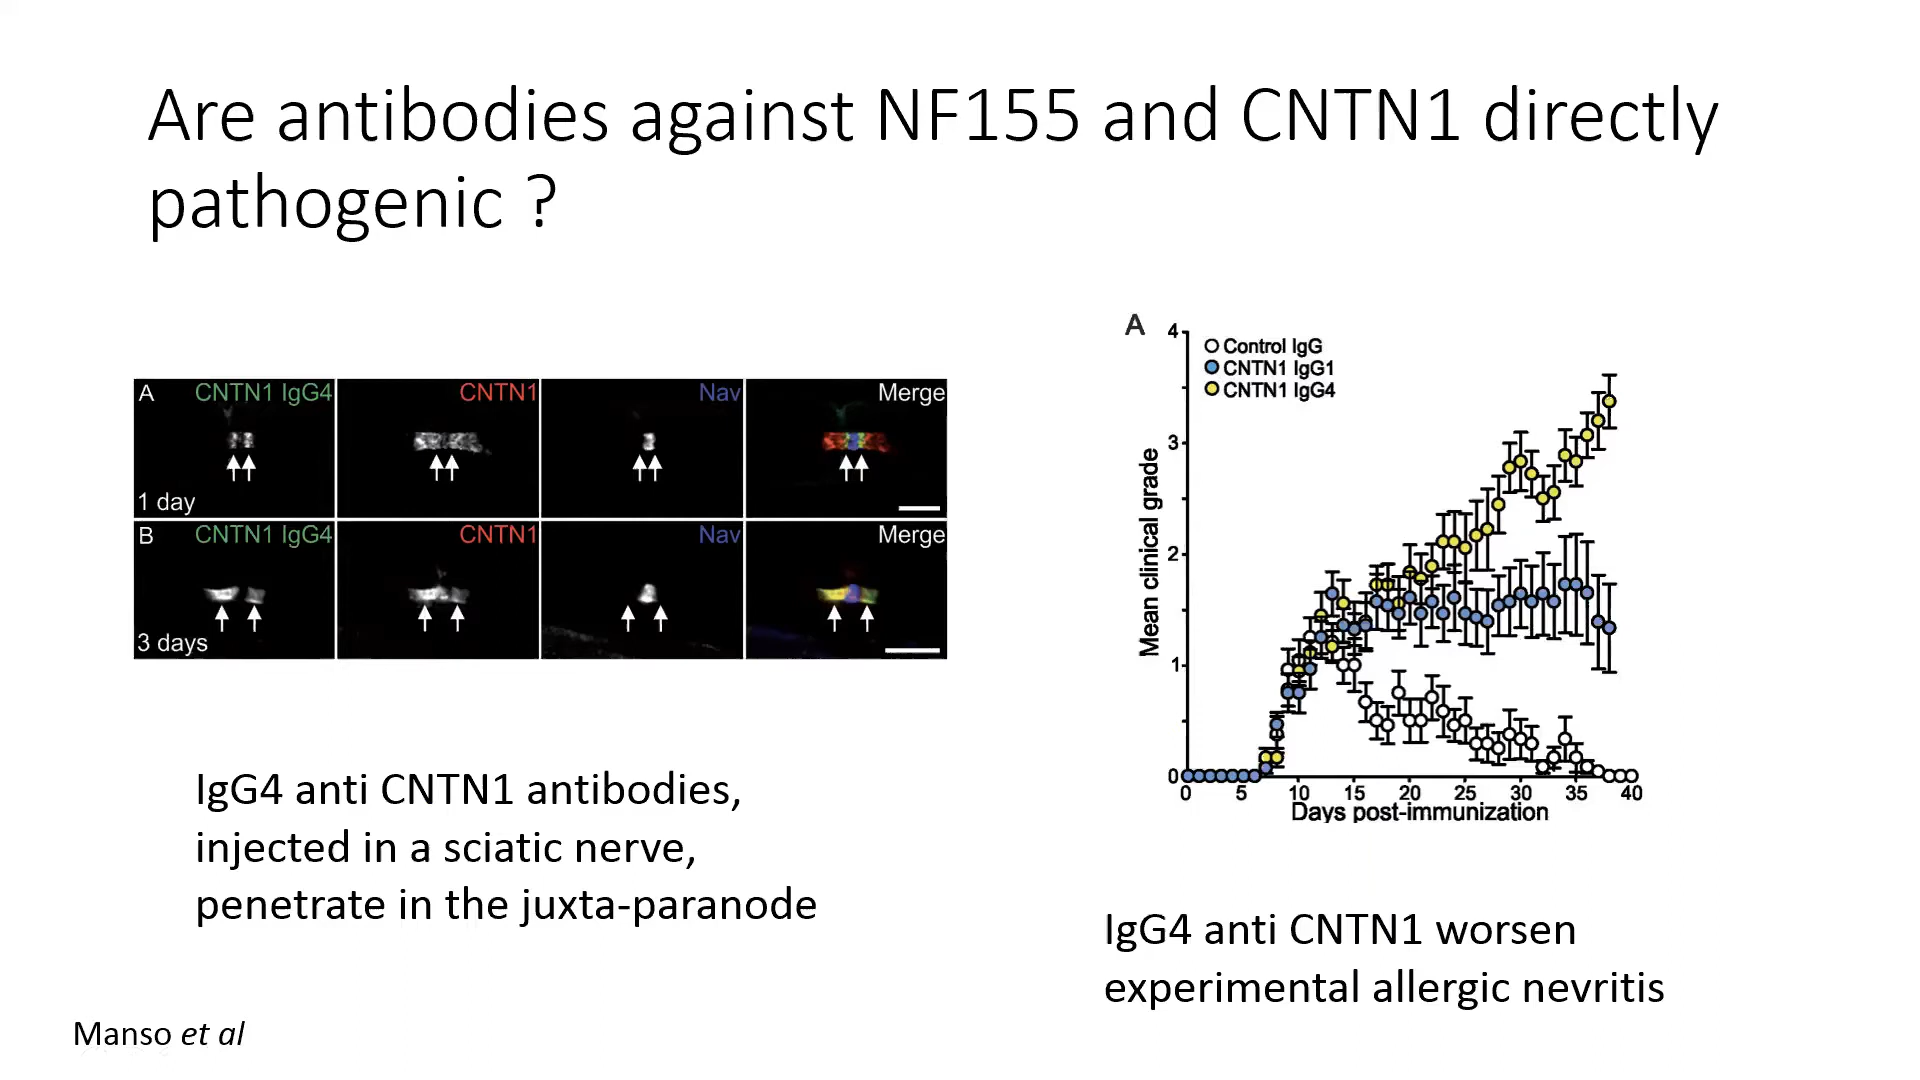 Are antibodies against NF155 and CNTN1 directly
pathogenic ?
A
CNTN1 IgG4
CNTN1
Nav
Merge
1 day
B
CNTN1 IgG4
CNTN1
Nav
Merge
3 days
IgG4 anti CNTN1 antibodies,
injected in a sciatic nerve,
penetrate in the juxta-paranode
A
Control IgG
CNTN1 IgG1
CNTN1 IgG4
Mean clinical grade
4
3
2
1
0
0 5 10 15 20 25 30 35 40
Days post-immunization
IgG4 anti CNTN1 worsen
experimental allergic nevritis
Manso et al